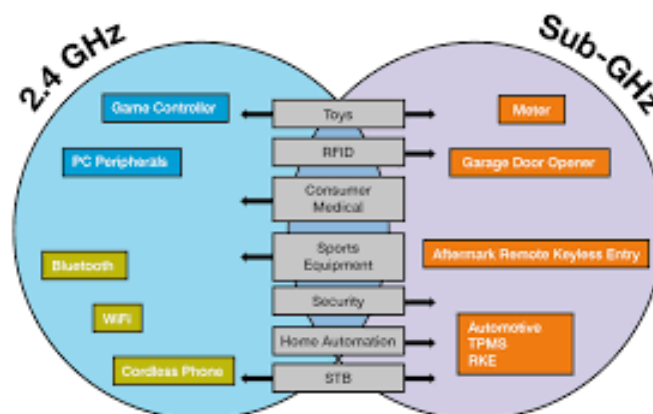 2.4 GHz
Sub-GHz
Game Controller
PC Peripherals
Bluetooth
WiFi
Cordless Phone
Toys
RFID
Consumer
Medical
Sports
Equipment
Security
Home Automation
STB
Meter
Garage Door Opener
Aftermark Remote Keyless Entry
Automotive
TPMS
RKE